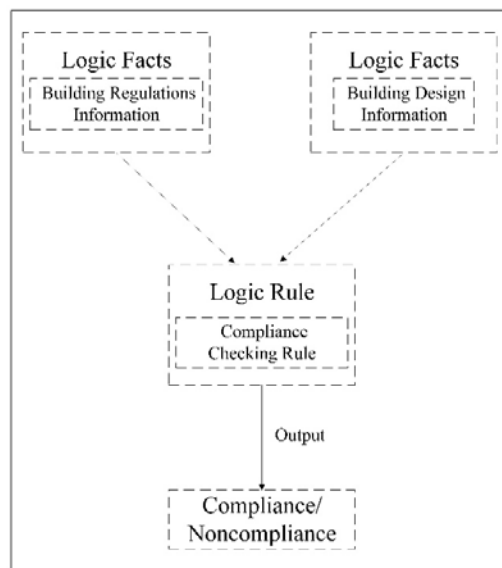 Logic Facts
Building Regulations
Information
Logic Facts
Building Design
Information
Logic Rule
Compliance
Checking Rule
Output
Compliance/
Noncompliance